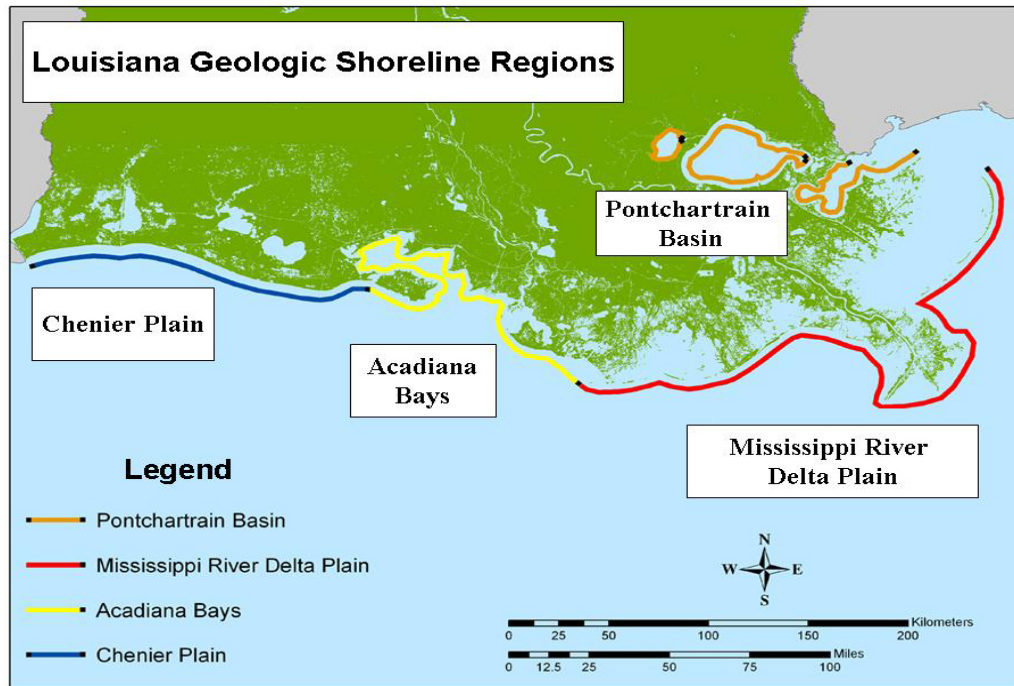 Louisiana Geologic Shoreline Regions
Pontchartrain
Basin
Chenier Plain
Acadiana
Bays
Mississippi River
Delta Plain
Legend
Pontchartrain Basin
Mississippi River Delta Plain
Acadiana Bays
Chenier Plain
N
W E
S
Kilometers
0 25 50 100 150 200
Miles
0 12.5 25 50 75 100